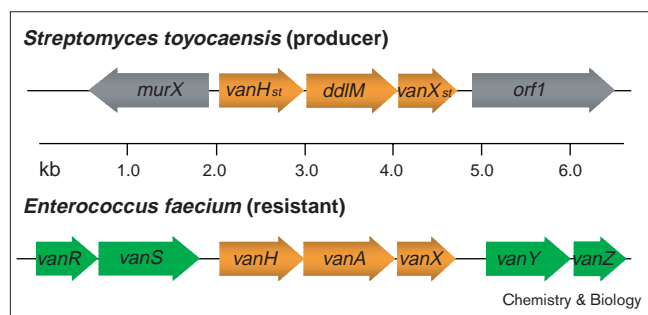 Streptomyces toyocaensis (producer)
murX vanHst ddlM vanXst orf1
kb 1.0 2.0 3.0 4.0 5.0 6.0
Enterococcus faecium (resistant)
vanR vanS vanH vanA vanX vanY vanZ
Chemistry & Biology